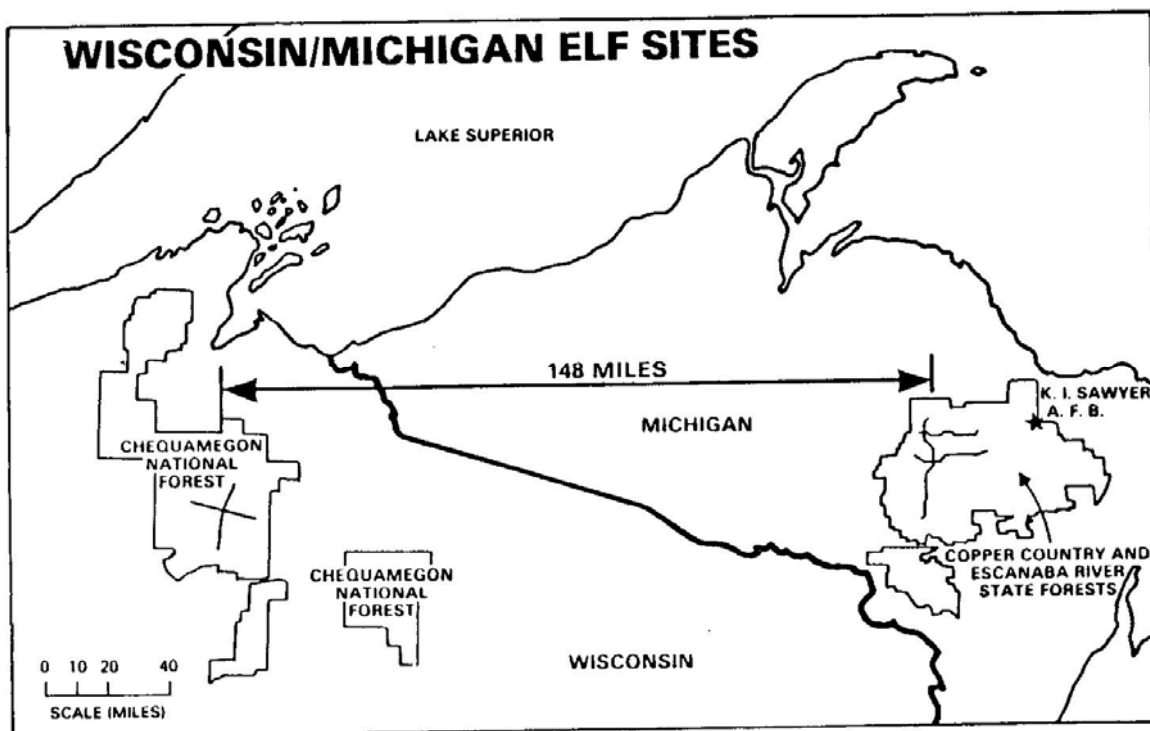 WISCONSIN/MICHIGAN ELF SITES
LAKE SUPERIOR
148 MILES
K. I. SAWYER
A. F. B.
MICHIGAN
CHEQUAMEGON
NATIONAL
FOREST
COPPER COUNTRY AND
ESCANABA RIVER
STATE FORESTS
CHEQUAMEGON
NATIONAL
FOREST
WISCONSIN
0 10 20 40
SCALE (MILES)